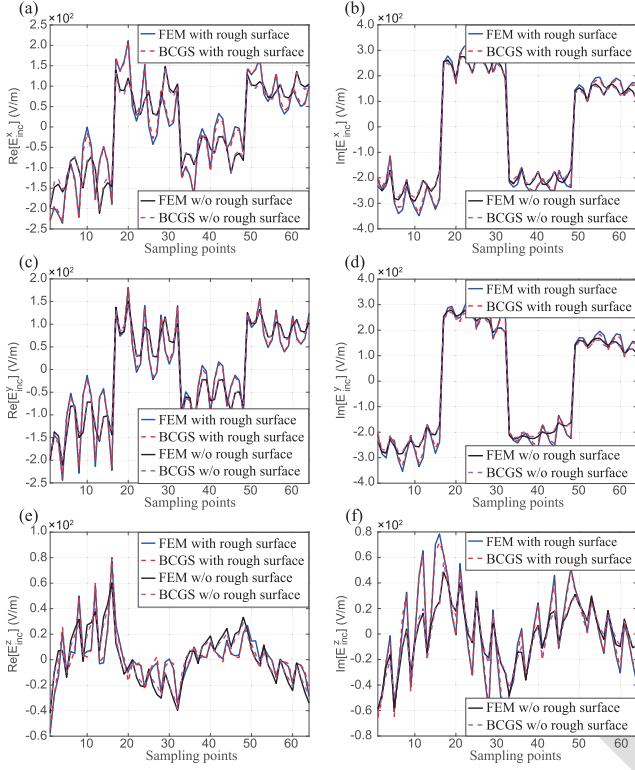 (a)
×10²
Re[E^x_inc] (V/m)
2.5
2.0
1.5
1.0
0.5
0
-0.5
-1.0
-1.5
-2.0
-2.5
FEM with rough surface
BCGS with rough surface
FEM w/o rough surface
BCGS w/o rough surface
10 20 30 40 50 60
Sampling points
(b)
×10²
Im[E^x_inc] (V/m)
4.0
3.0
2.0
1.0
0
-1.0
-2.0
-3.0
-4.0
FEM with rough surface
BCGS with rough surface
FEM w/o rough surface
BCGS w/o rough surface
10 20 30 40 50 60
Sampling points
(c)
×10²
Re[E^y_inc] (V/m)
2.0
1.5
1.0
0.5
0
-0.5
-1.0
-1.5
-2.0
2.5
FEM with rough surface
BCGS with rough surface
FEM w/o rough surface
BCGS w/o rough surface
10 20 30 40 50 60
Sampling points
(d)
×10²
Im[E^y_inc] (V/m)
4.0
3.0
2.0
1.0
0
-1.0
-2.0
-3.0
-4.0
FEM with rough surface
BCGS with rough surface
FEM w/o rough surface
BCGS w/o rough surface
10 20 30 40 50 60
Sampling points
(e)
×10²
Re[E^z_inc] (V/m)
1.0
0.8
0.6
0.4
0.2
0
-0.2
-0.4
-0.6
FEM with rough surface
BCGS with rough surface
FEM w/o rough surface
BCGS w/o rough surface
10 20 30 40 50 60
Sampling points
(f)
×10²
Im[E^z_inc] (V/m)
0.8
0.6
0.4
0.2
0
-0.2
-0.4
-0.6
-0.8
FEM with rough surface
BCGS with rough surface
FEM w/o rough surface
BCGS w/o rough surface
10 20 30 40 50 60
Sampling points